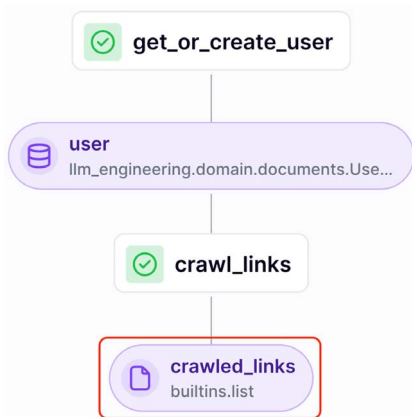 get_or_create_user
user
llm_engineering.domain.documents.Use...
crawl_links
crawled_links
builtins.list